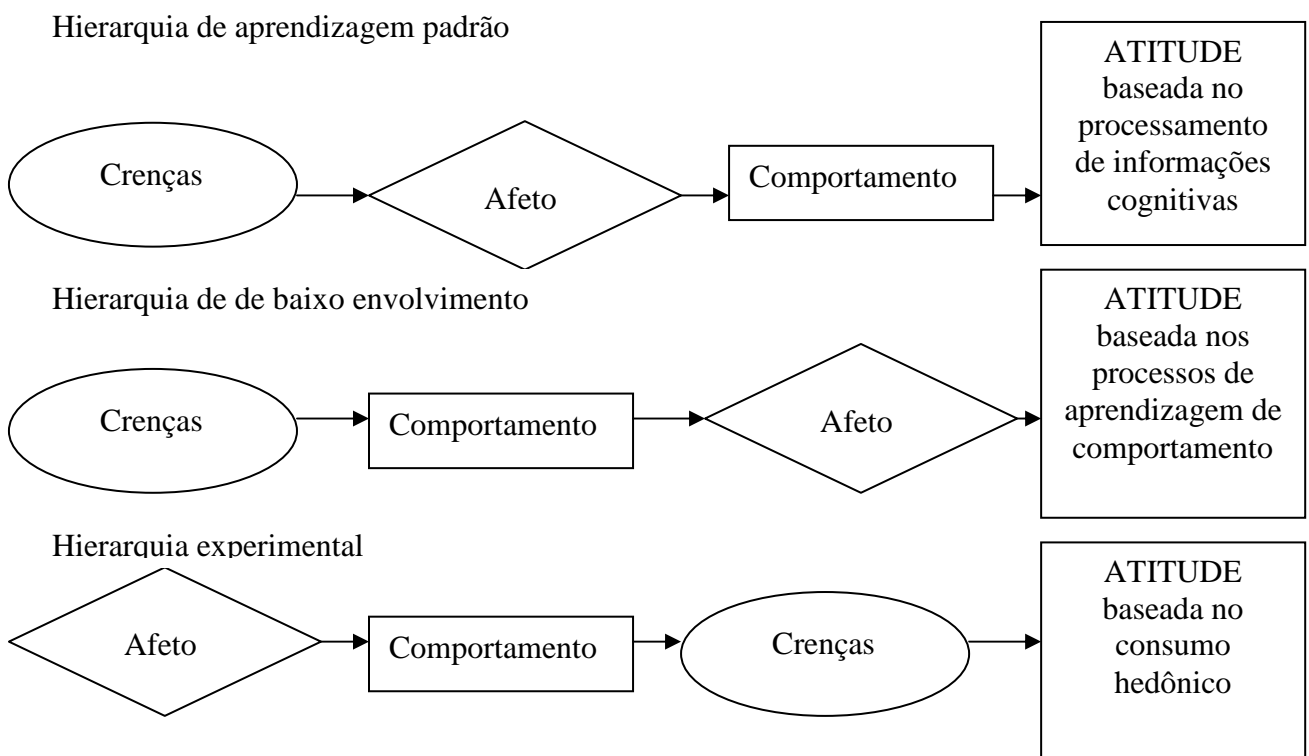 Hierarquia de aprendizagem padrão
Crenças
Afeto
Comportamento
ATITUDE
baseada no
processamento
de informações
cognitivas
Hierarquia de de baixo envolvimento
Crenças
Comportamento
Afeto
ATITUDE
baseada nos
processos de
aprendizagem de
comportamento
Hierarquia experimental
Afeto
Comportamento
Crenças
ATITUDE
baseada no
consumo
hedônico